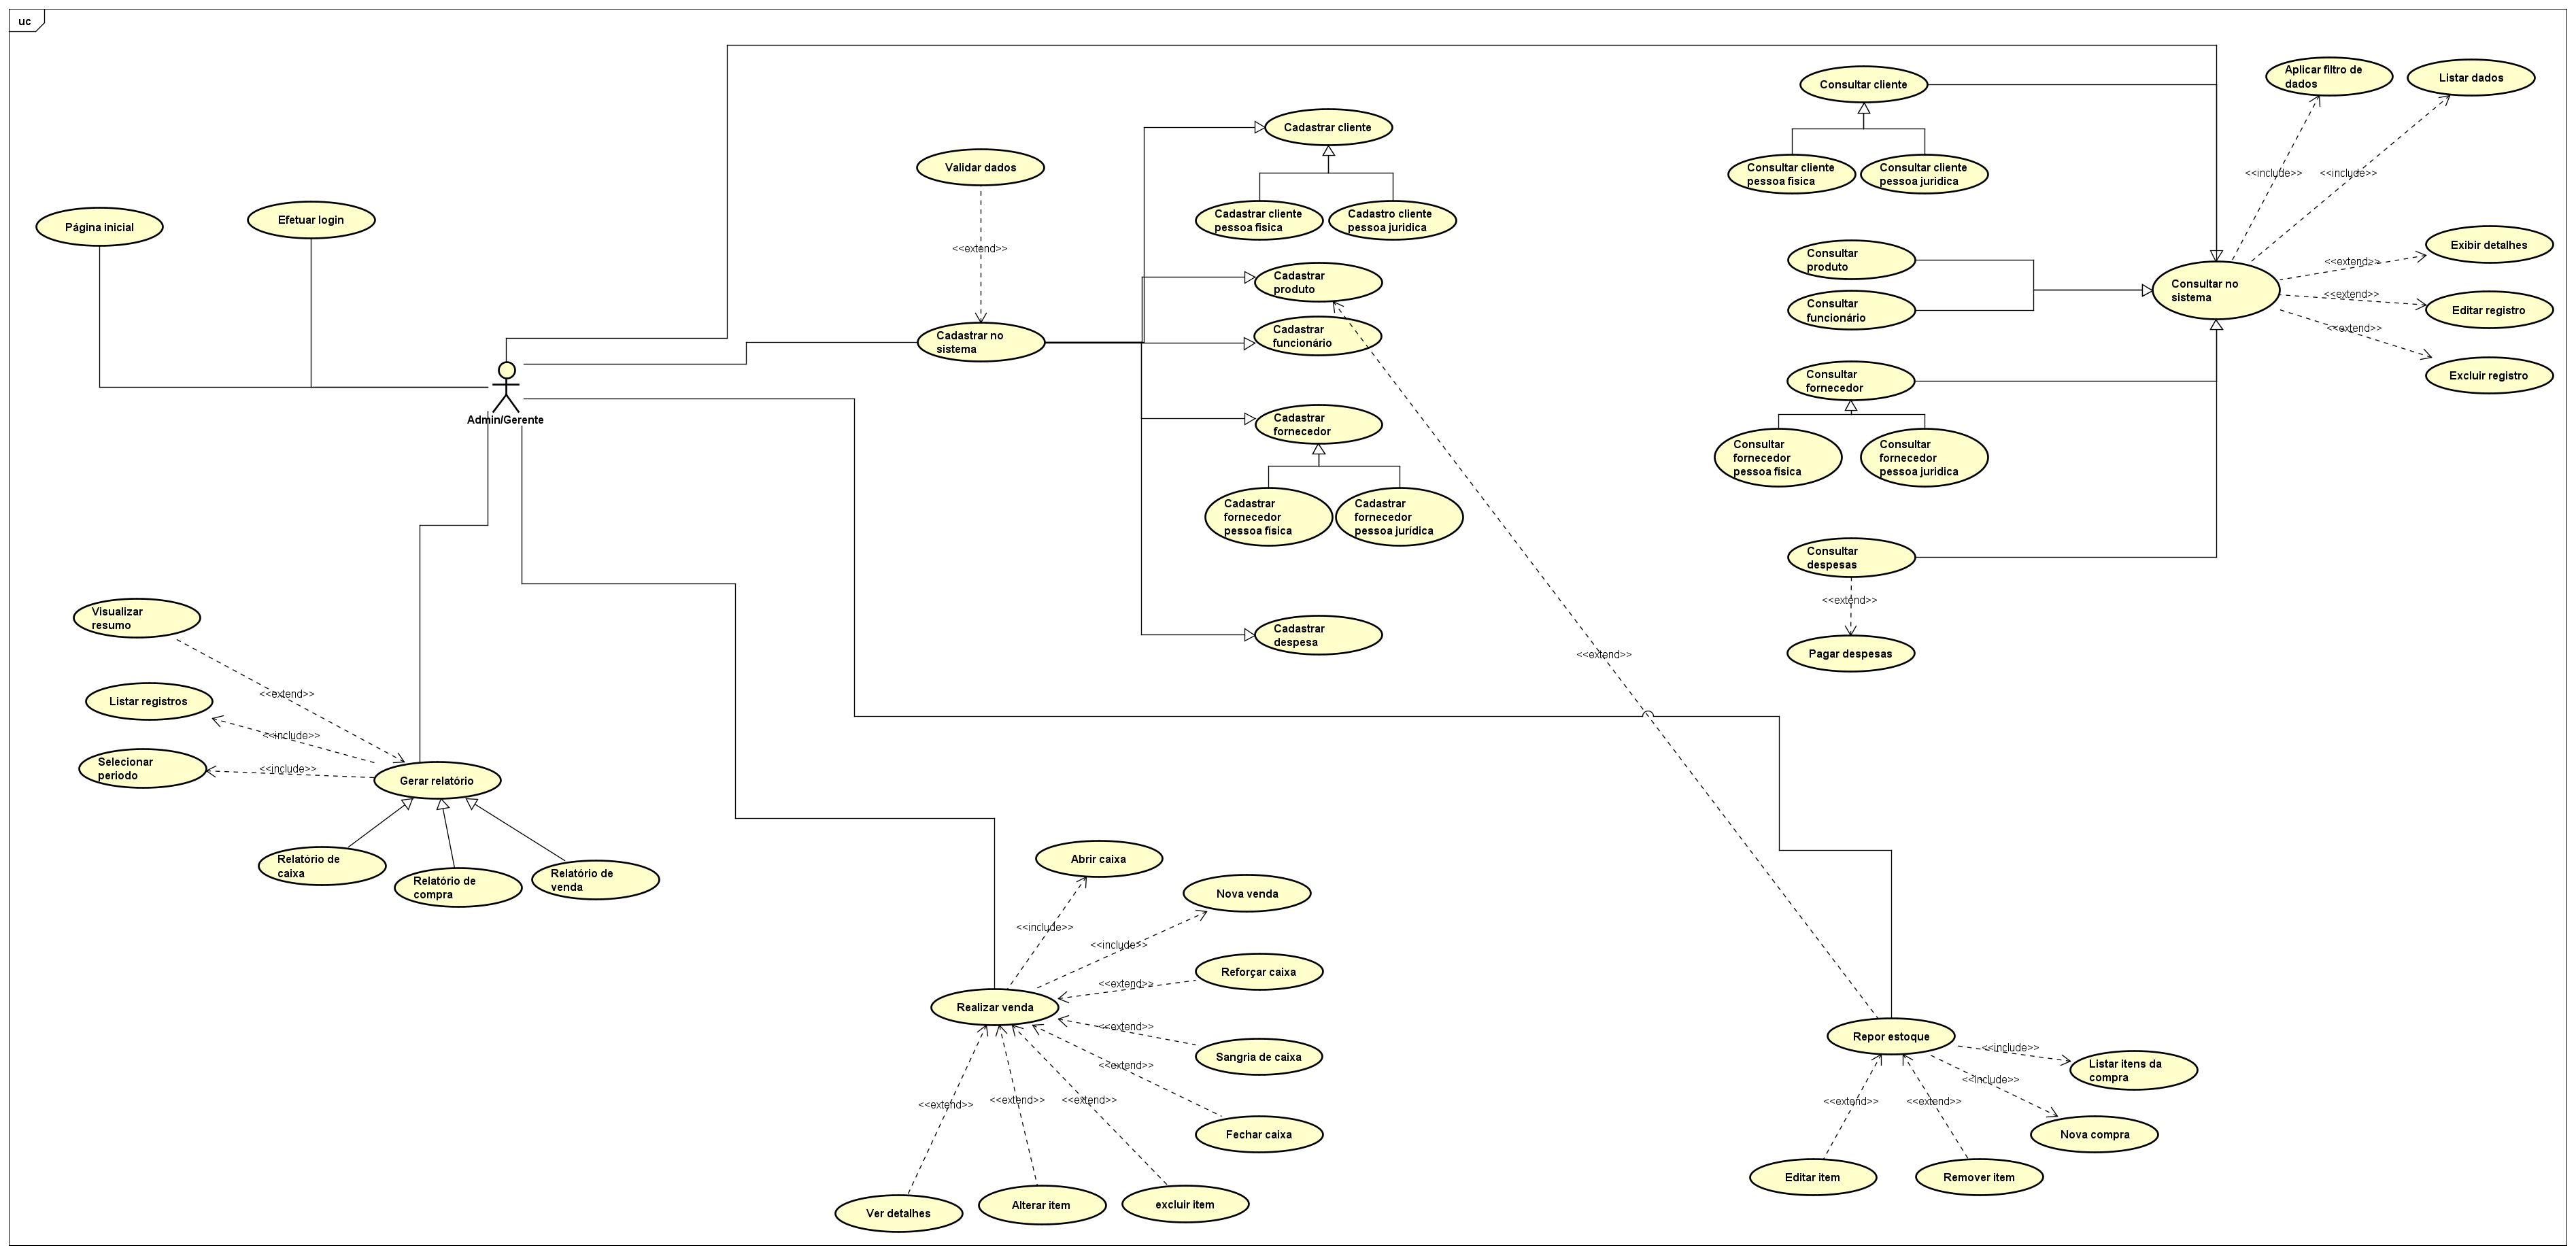 uc
Página inicial
Efetuar login
Admin/Gerente
Validar dados
<<extend>>
Cadastrar no
sistema
Cadastrar cliente
Cadastrar cliente
pessoa fisica
Cadastro cliente
pessoa juridica
Cadastrar
produto
Cadastrar
funcionário
Cadastrar
fornecedor
Cadastrar
fornecedor
pessoa fisica
Cadastrar
fornecedor
pessoa jurídica
Cadastrar
despesa
<<extend>>
Consultar cliente
Consultar cliente
pessoa fisica
Consultar cliente
pessoa juridica
Consultar
produto
Consultar
funcionário
Consultar
fornecedor
Consultar
fornecedor
pessoa fisica
Consultar
fornecedor
pessoa juridica
Consultar
despesas
<<extend>>
Pagar despesas
Aplicar filtro de
dados
Listar dados
<<include>>
<<include>>
Consultar no
sistema
<<extend>>
Exibir detalhes
<<extend>>
Editar registro
<<extend>>
Excluir registro
Visualizar
resumo
<<extend>>
Listar registros
<<include>>
Selecionar
periodo
<<include>>
Gerar relatório
Relatório de
caixa
Relatório de
compra
Relatório de
venda
Abrir caixa
<<include>>
Nova venda
<<include>>
Reforçar caixa
<<extend>>
Realizar venda
<<extend>>
Sangria de caixa
<<extend>>
Fechar caixa
<<extend>>
<<extend>>
<<extend>>
Ver detalhes
Alterar item
excluir item
Repor estoque
<<include>>
Listar itens da
compra
<<include>>
Nova compra
<<extend>>
<<extend>>
Editar item
Remover item